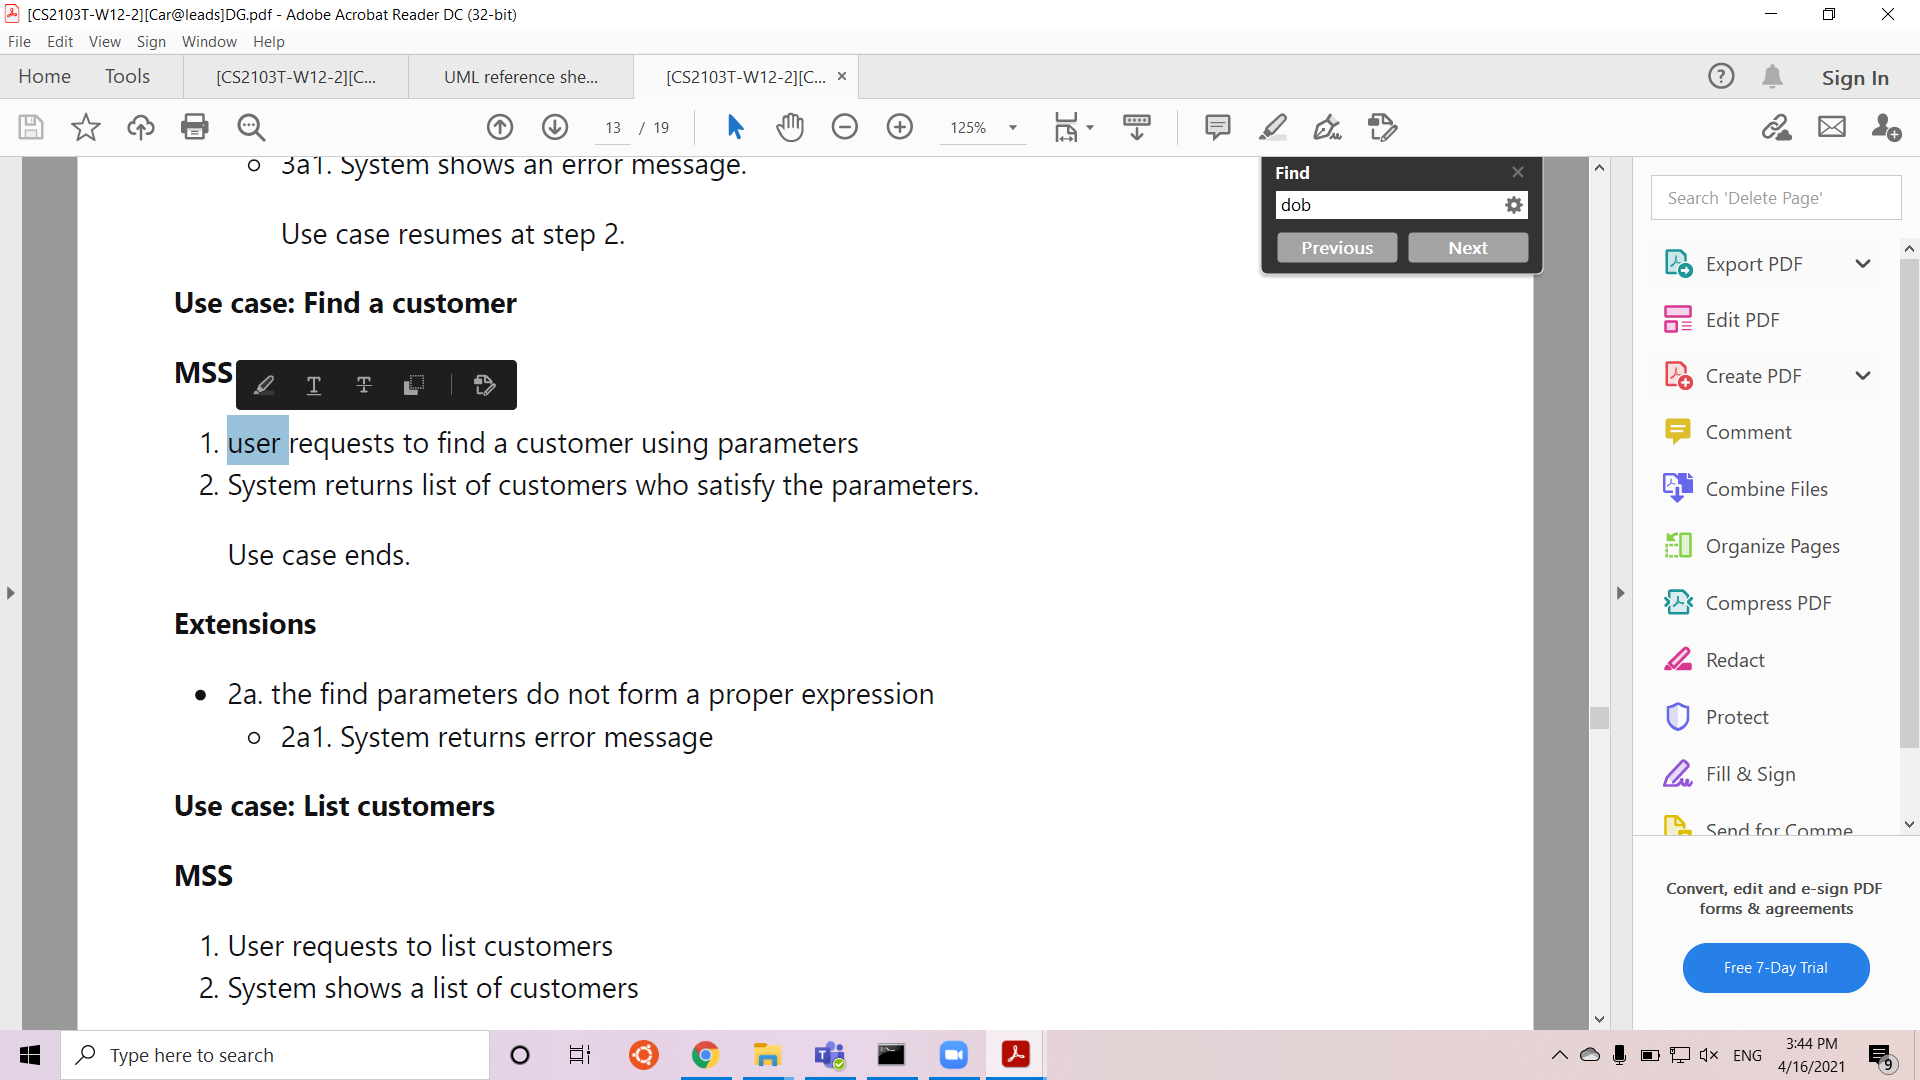 [CS2103T-W12-2][Car@leads]DG.pdf - Adobe Acrobat Reader DC (32-bit)
File Edit View Sign Window Help
Home Tools [CS2103T-W12-2][C... UML reference she... [CS2103T-W12-2][C... Sign In
13 / 19 125%
3a1. System shows an error message.
Use case resumes at step 2.
Use case: Find a customer
MSS
1. user requests to find a customer using parameters
2. System returns list of customers who satisfy the parameters.
Use case ends.
Extensions
2a. the find parameters do not form a proper expression
2a1. System returns error message
Use case: List customers
MSS
1. User requests to list customers
2. System shows a list of customers
Find
dob
Previous Next
Search 'Delete Page'
Export PDF
Edit PDF
Create PDF
Comment
Combine Files
Organize Pages
Compress PDF
Redact
Protect
Fill & Sign
Send for Comme
Convert, edit and e-sign PDF
forms & agreements
Free 7-Day Trial
Type here to search
ENG
3:44 PM
4/16/2021
9